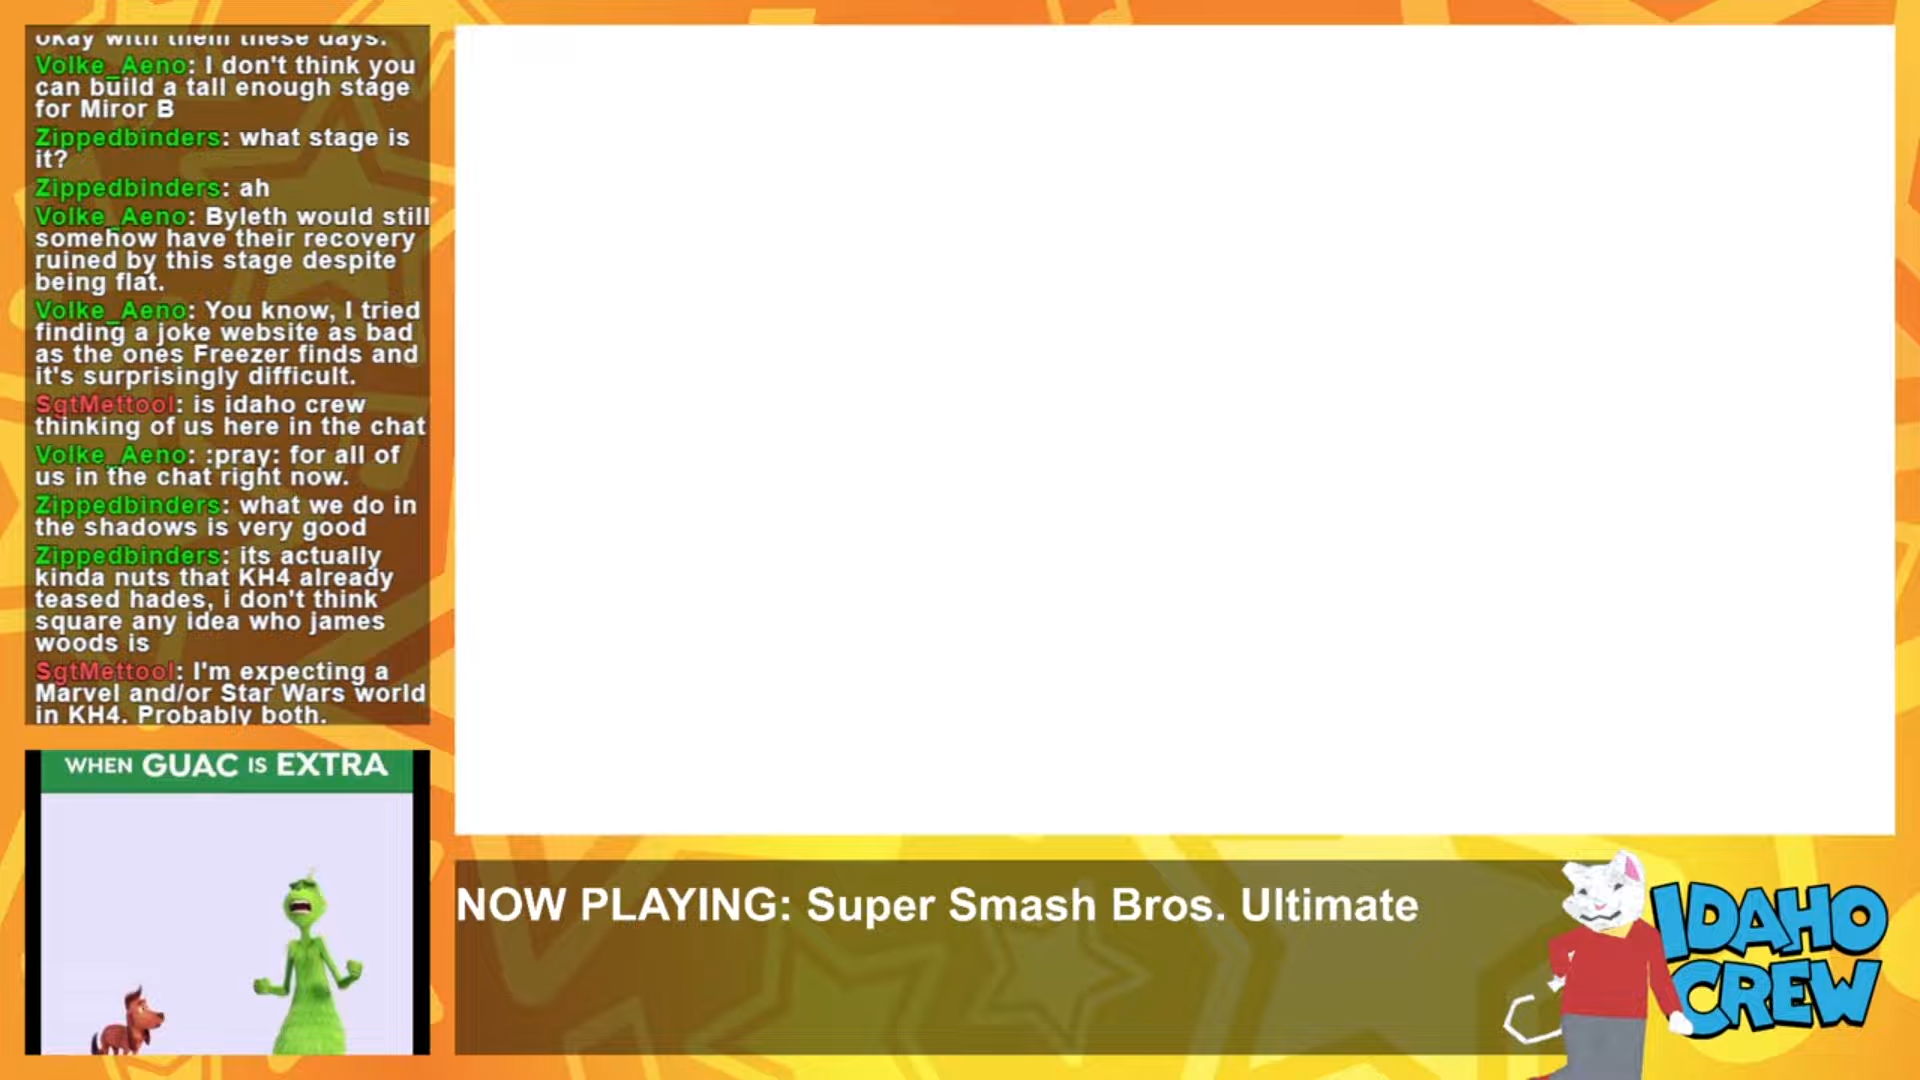 okay with them these days.
Volke_Aeno: I don't think you
can build a tall enough stage
for Miror B
Zippedbinders: what stage is
it?
Zippedbinders: ah
Volke_Aeno: Byleth would still
somehow have their recovery
ruined by this stage despite
being flat.
Volke_Aeno: You know, I tried
finding a joke website as bad
as the ones Freezer finds and
it's surprisingly difficult.
SgtMettool: is idaho crew
thinking of us here in the chat
Volke_Aeno: :pray: for all of
us in the chat right now.
Zippedbinders: what we do in
the shadows is very good
Zippedbinders: its actually
kinda nuts that KH4 already
teased hades, i don't think
square any idea who james
woods is
SgtMettool: I'm expecting a
Marvel and/or Star Wars world
in KH4. Probably both.
WHEN GUAC IS EXTRA
NOW PLAYING: Super Smash Bros. Ultimate
IDAHO
CREW